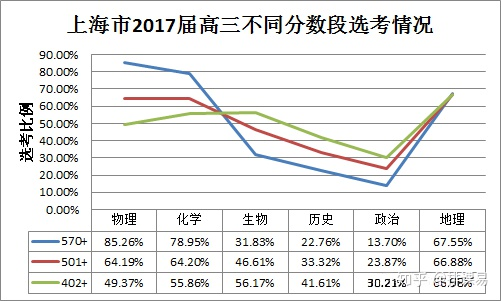 上海市2017届高三不同分数段选考情况
选考比例
90.00%
80.00%
70.00%
60.00%
50.00%
40.00%
30.00%
20.00%
10.00%
0.00%
物理 化学 生物 历史 政治 地理
570+ 85.26% 78.95% 31.83% 22.76% 13.70% 67.55%
501+ 64.19% 64.20% 46.61% 33.32% 23.87% 66.88%
402+ 49.37% 55.86% 56.17% 41.61% 30.21% 66.98%
知乎